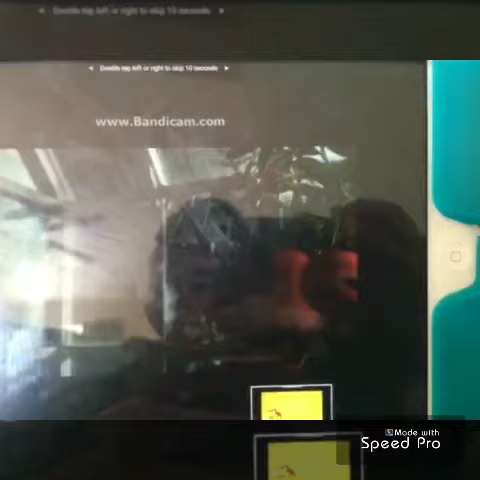 Double tap left or right to skip 10 seconds
Double tap left or right to skip 10 seconds
www.Bandicam.com
Made with
Speed Pro